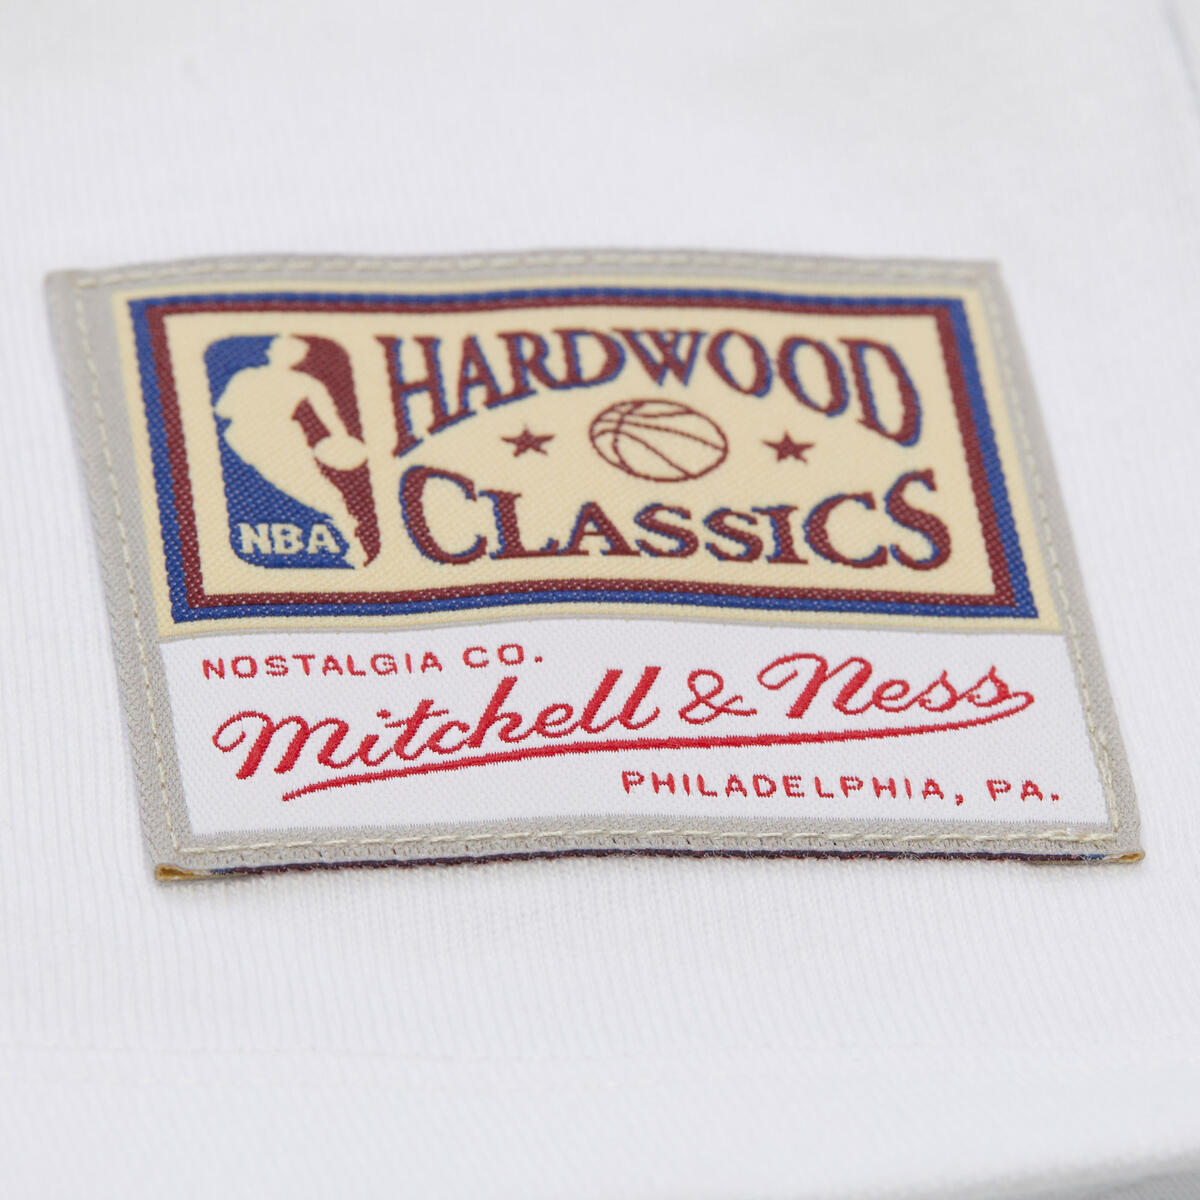 HARDWOOD
CLASSICS
NBA
NOSTALGIA CO.
Mitchell & Ness
PHILADELPHIA, PA.